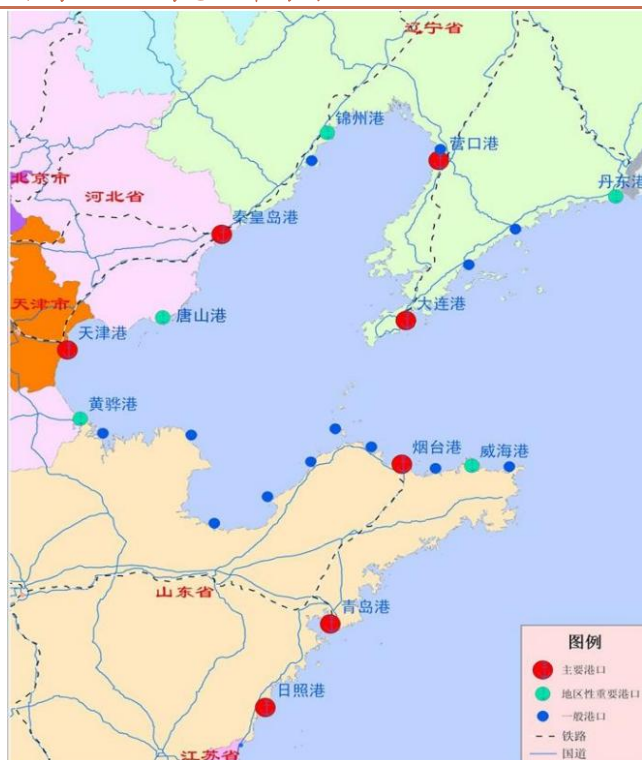 辽宁省
锦州港
营口港
北京市
河北省
丹东港
秦皇岛港
天津市
唐山港
大连港
天津港
黄骅港
烟台港
威海港
山东省
青岛港
日照港
江苏省
图例
主要港口
地区性重要港口
一般港口
铁路
国道